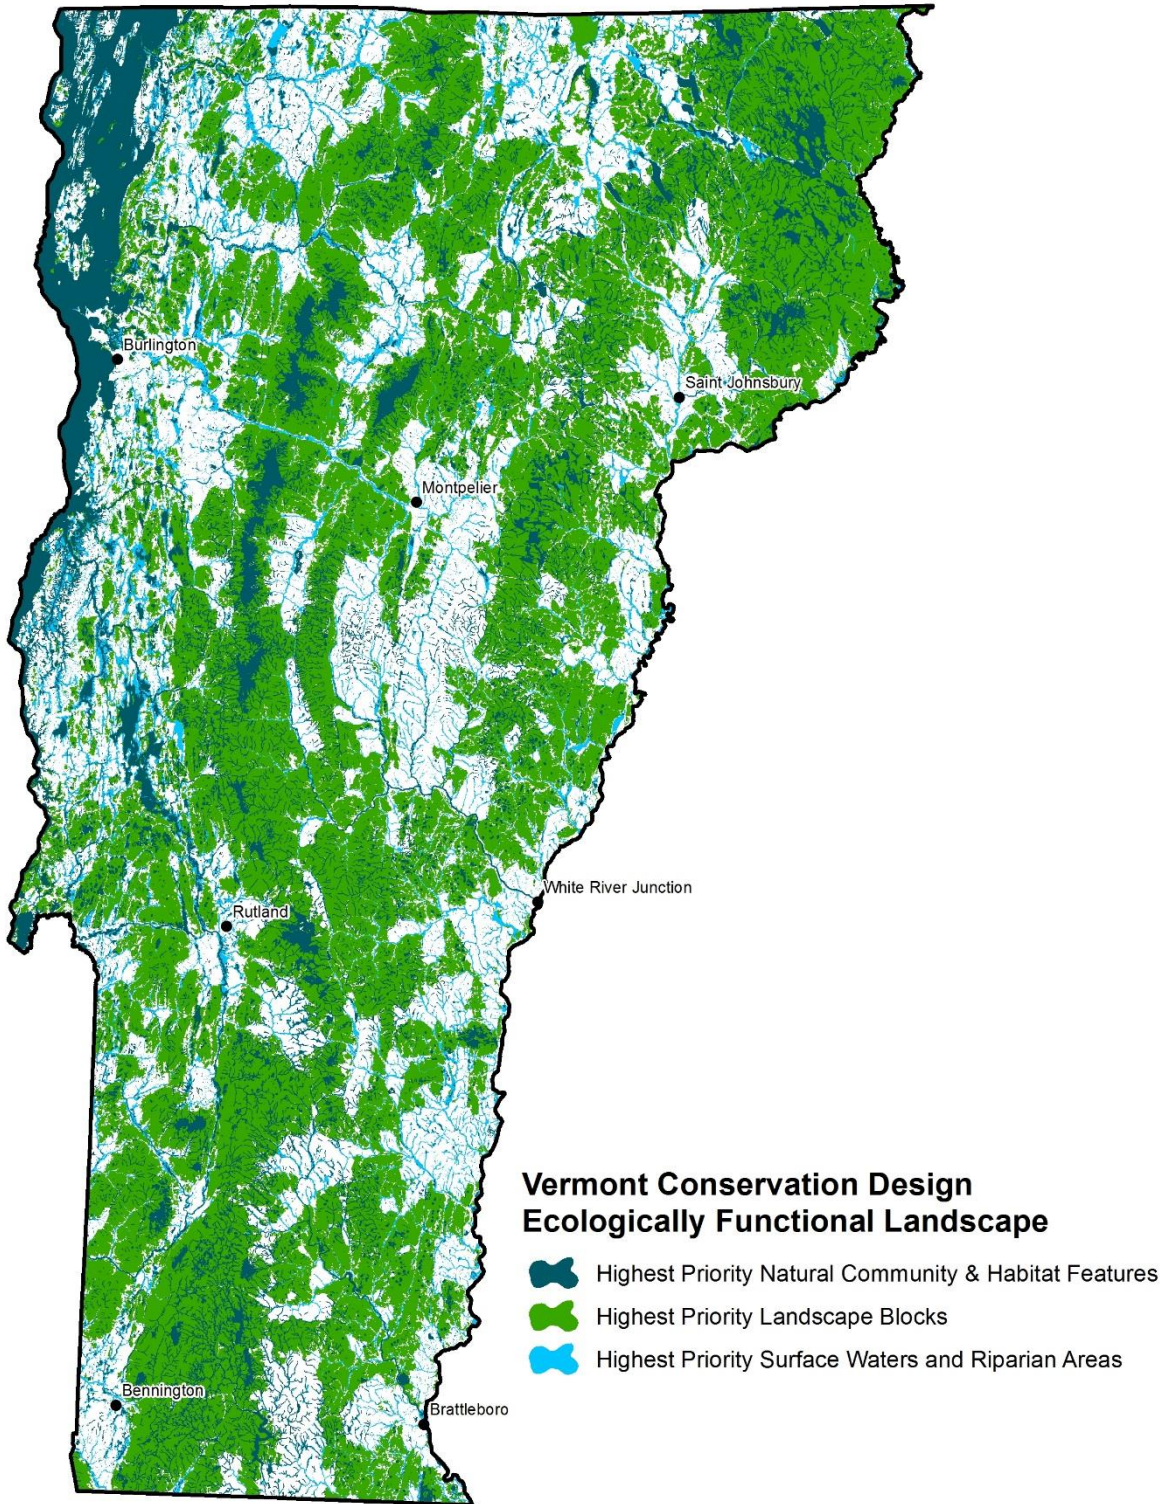 Burlington
Saint Johnsbury
Montpelier
White River Junction
Rutland
Vermont Conservation Design
Ecologically Functional Landscape
Highest Priority Natural Community & Habitat Features
Highest Priority Landscape Blocks
Highest Priority Surface Waters and Riparian Areas
Bennington
Brattleboro